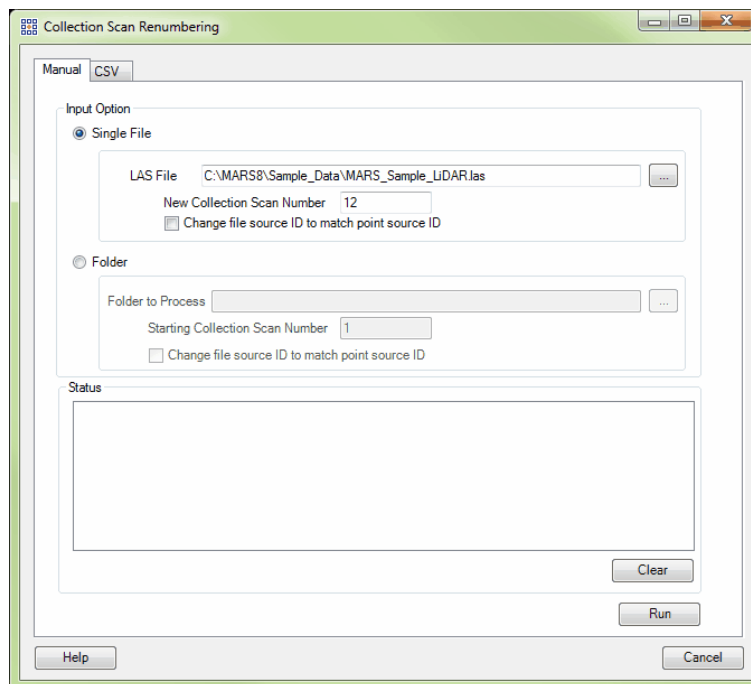 Collection Scan Renumbering
Manual CSV
Input Option
Single File
LAS File C:\MARS8\Sample_Data\MARS_Sample_LiDAR.las ...
New Collection Scan Number 12
Change file source ID to match point source ID
Folder
Folder to Process ...
Starting Collection Scan Number 1
Change file source ID to match point source ID
Status
Clear
Run
Help Cancel